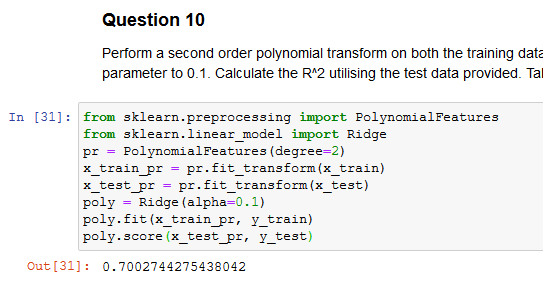 Question 10
Perform a second order polynomial transform on both the training data
parameter to 0.1. Calculate the R^2 utilising the test data provided.
In [31]: from sklearn.preprocessing import PolynomialFeatures
from sklearn.linear_model import Ridge
pr = PolynomialFeatures(degree=2)
x_train_pr = pr.fit_transform(x_train)
x_test_pr = pr.fit_transform(x_test)
poly = Ridge(alpha=0.1)
poly.fit(x_train_pr, y_train)
poly.score(x_test_pr, y_test)
Out[31]: 0.7002744275438042